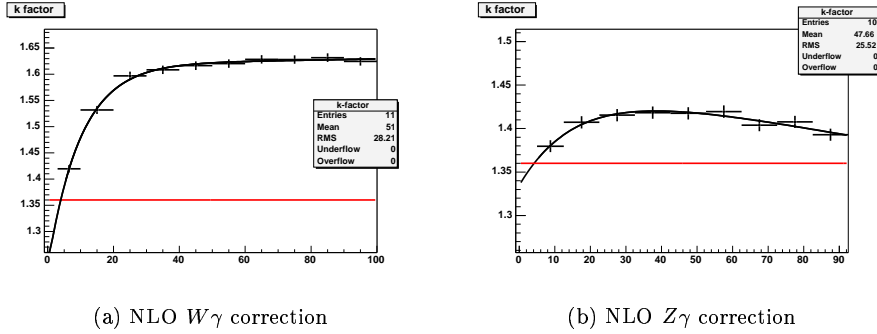 k factor
k-factor
Entries 11
Mean 51
RMS 28.21
Underflow 0
Overflow 0
1.65
1.6
1.55
1.5
1.45
1.4
1.35
1.3
0 20 40 60 80 100
(a) NLO Wγ correction
k factor
k-factor
Entries 10
Mean 47.66
RMS 25.52
Underflow 0
Overflow 0
1.5
1.45
1.4
1.35
1.3
0 10 20 30 40 50 60 70 80 90
(b) NLO Zγ correction